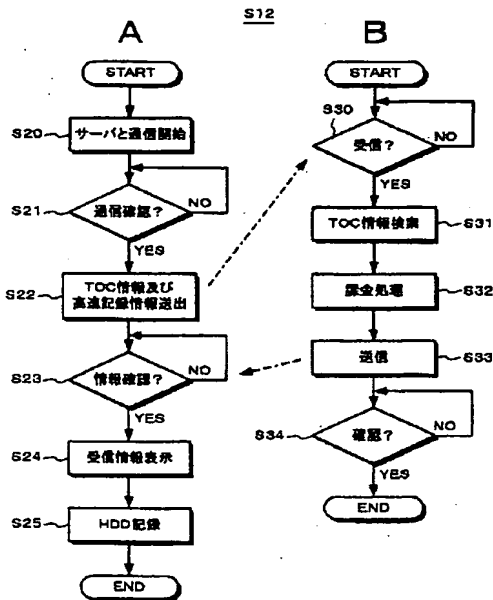 S12
A
START
S20
サーバと通信開始
S21
通信確認?
NO
YES
S22
TOC情報及び
高速記録情報送出
S23
情報確認?
NO
YES
S24
受信情報表示
S25
HDD記録
END
B
START
S30
受信?
NO
YES
TOC情報検索
S31
課金処理
S32
送信
S33
S34
確認?
NO
YES
END